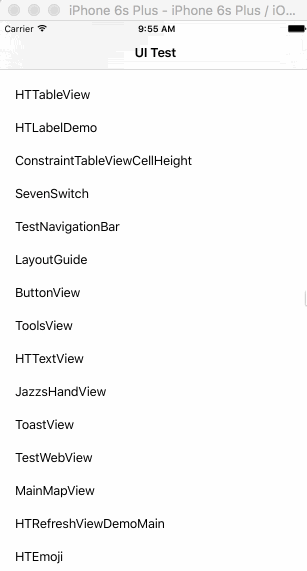 iPhone 6s Plus - iPhone 6s Plus / iO...
Carrier 9:55 AM
UI Test
HTTableView
HTLabelDemo
ConstraintTableViewCellHeight
SevenSwitch
TestNavigationBar
LayoutGuide
ButtonView
ToolsView
HTTextView
JazzsHandView
ToastView
TestWebView
MainMapView
HTRefreshViewDemoMain
HTEmoji